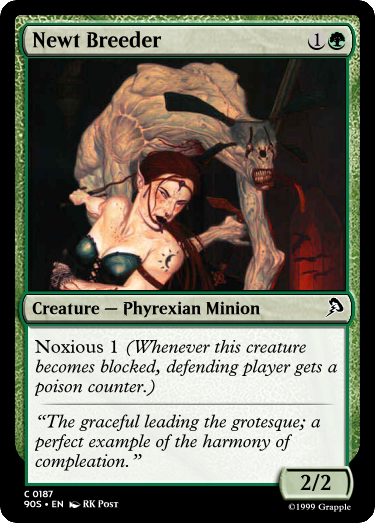 Newt Breeder 1
Creature — Phyrexian Minion
Noxious 1 (Whenever this creature
becomes blocked, defending player gets a
poison counter.)
“The graceful leading the grotesque; a
perfect example of the harmony of
compleation.”
2/2
C 0187
90S • EN RK Post
©1999 Grapple